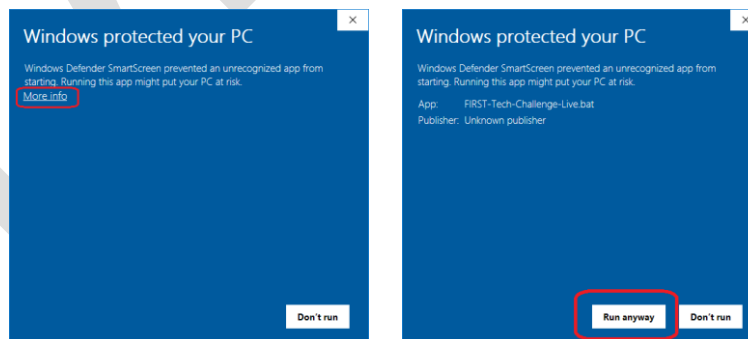 Windows protected your PC
Windows Defender SmartScreen prevented an unrecognized app from
starting. Running this app might put your PC at risk.
More info
Don't run
Windows protected your PC
Windows Defender SmartScreen prevented an unrecognized app from
starting. Running this app might put your PC at risk.
App: FIRST-Tech-Challenge-Live.bat
Publisher: Unknown publisher
Run anyway Don't run